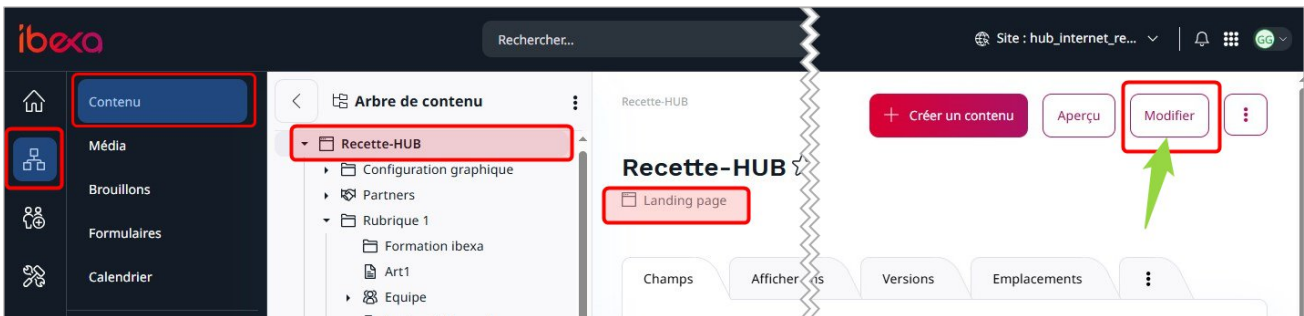 ibexa
Rechercher...
Site : hub_internet_re...
GG
Contenu
Média
Brouillons
Formulaires
Calendrier
Arbre de contenu
Recette-HUB
Configuration graphique
Partners
Rubrique 1
Formation ibexa
Art1
Equipe
Recette-HUB
Créer un contenu
Aperçu
Modifier
Recette-HUB
Landing page
Champs
Versions
Emplacements